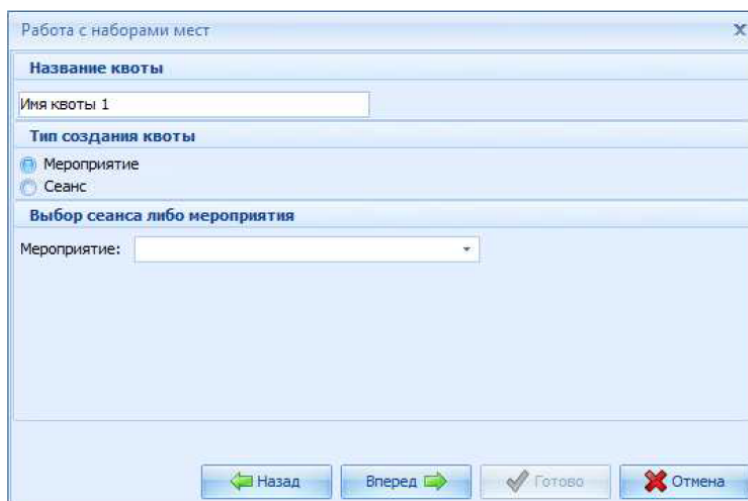 Работа с наборами мест
Название квоты
Имя квоты 1
Тип создания квоты
Мероприятие
Сеанс
Выбор сеанса либо мероприятия
Мероприятие:
Назад Вперед Готово Отмена